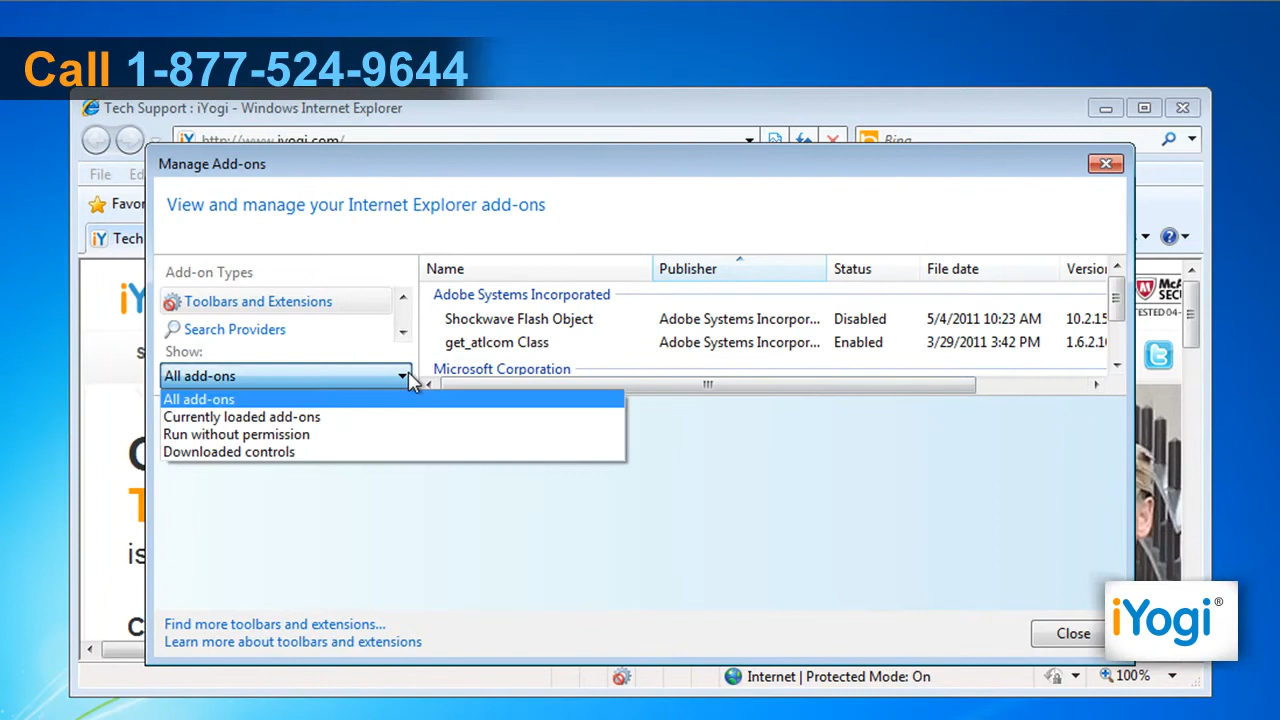 Call 1-877-524-9644
Tech Support : iYogi - Windows Internet Explorer
http://www.iyogi.com/
Bing
Manage Add-ons
File
View and manage your Internet Explorer add-ons
Favor
Tech
Add-on Types
Name Publisher Status File date Version
Toolbars and Extensions
Adobe Systems Incorporated
Shockwave Flash Object Adobe Systems Incorpor... Disabled 5/4/2011 10:23 AM 10.2.15
Search Providers
get_atlcom Class Adobe Systems Incorpor... Enabled 3/29/2011 3:42 PM 1.6.2.10
Show:
Microsoft Corporation
All add-ons
All add-ons
Currently loaded add-ons
Run without permission
Downloaded controls
is
Find more toolbars and extensions...
Learn more about toolbars and extensions
Close
iYogi®
Internet | Protected Mode: On
100%